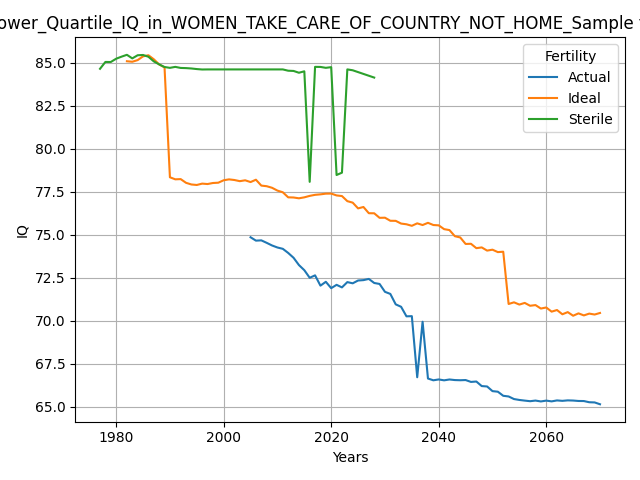 ower_Quartile_IQ_in_WOMEN_TAKE_CARE_OF_COUNTRY_NOT_HOME_Sample
Fertility
Actual
Ideal
Sterile
85.0
82.5
80.0
77.5
75.0
72.5
70.0
67.5
65.0
IQ
1980
2000
2020
2040
2060
Years